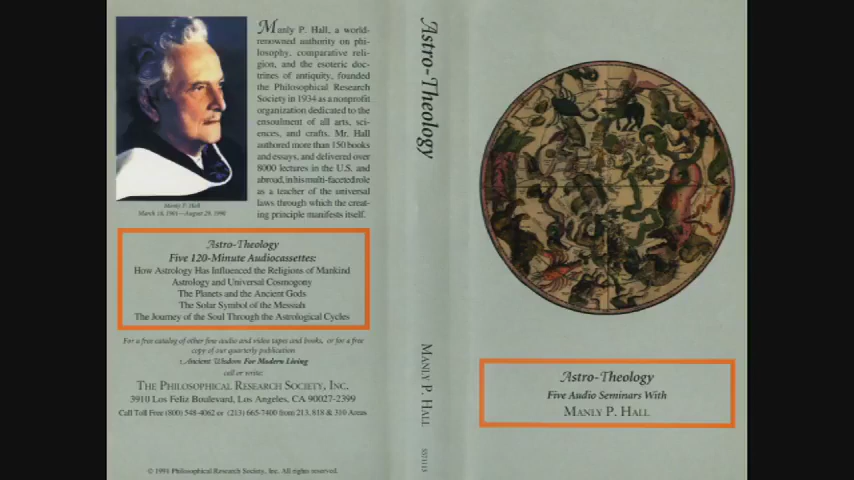 Manly P. Hall, a world-
renowned authority on phi-
losophy, comparative reli-
gion, and the esoteric doc-
trines of antiquity, founded
the Philosophical Research
Society in 1934 as a nonprofit
organization dedicated to the
ensoulment of all arts, sci-
ences, and crafts. Mr. Hall
authored more than 150 books
and essays, and delivered over
8000 lectures in the U.S. and
abroad, in his multi-faceted role
as a teacher of the universal
laws through which the creat-
ing principle manifests itself.
Manly P. Hall
March 18, 1901—August 29, 1990
Astro-Theology
Five 120-Minute Audiocassettes:
How Astrology Has Influenced the Religions of Mankind
Astrology and Universal Cosmogony
The Planets and the Ancient Gods
The Solar Symbol of the Messiah
The Journey of the Soul Through the Astrological Cycles
For a free catalog of other fine audio and video tapes and books, or for a free
copy of our quarterly publication
Ancient Wisdom For Modern Living
call or write:
THE PHILOSOPHICAL RESEARCH SOCIETY, INC.
3910 Los Feliz Boulevard, Los Angeles, CA 90027-2399
Call Toll Free (800) 548-4062 or (213) 665-7400 from 213, 818 & 310 Areas
© 1991 Philosophical Research Society, Inc. All rights reserved.
Astro-Theology
MANLY P. HALL
Astro-Theology
Five Audio Seminars With
MANLY P. HALL